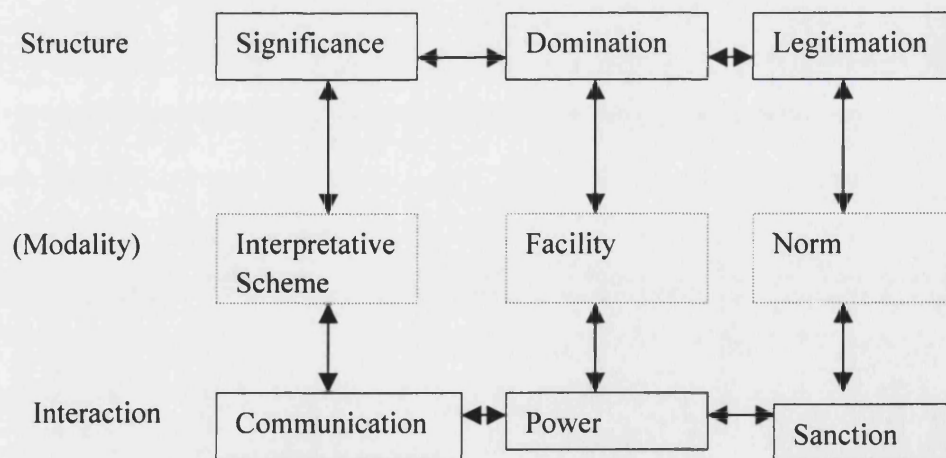 Structure Significance Domination Legitimation
(Modality) Interpretative Scheme Facility Norm
Interaction Communication Power Sanction